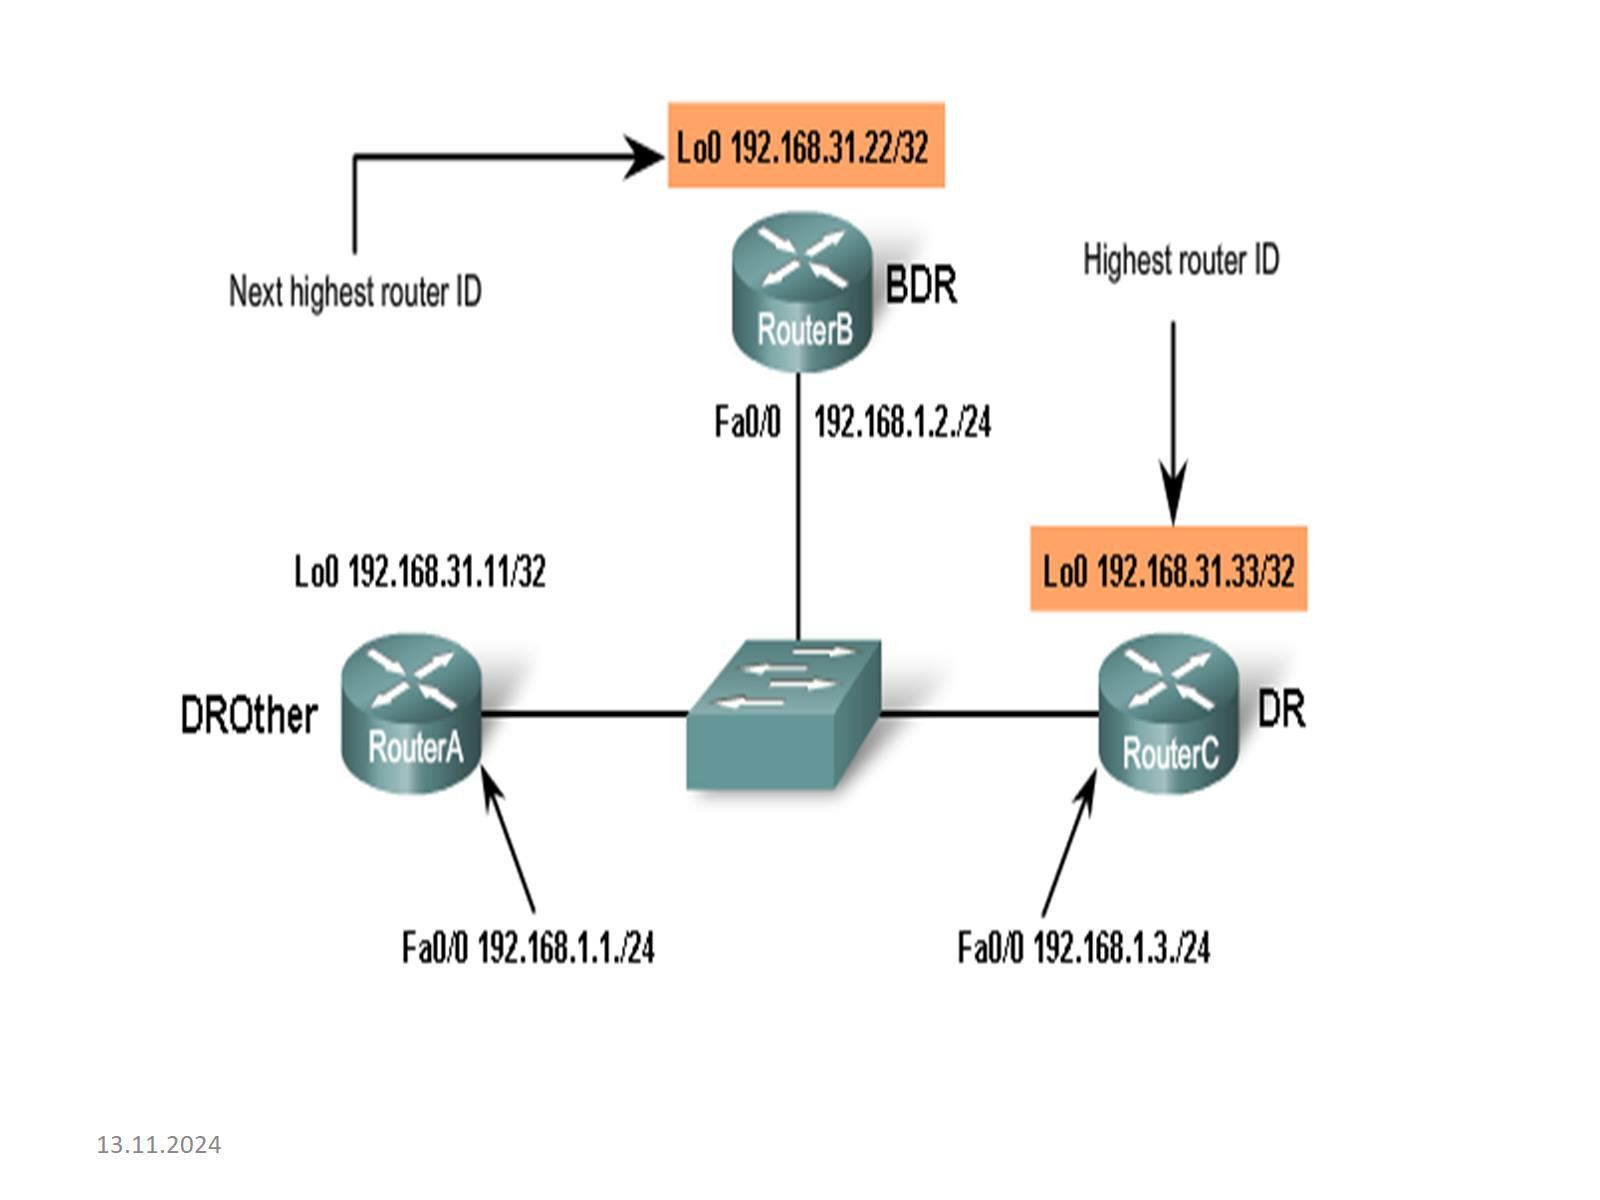 Lo0 192.168.31.22/32
Next highest router ID
BDR
Highest router ID
RouterB
Fa0/0 192.168.1.2./24
Lo0 192.168.31.11/32
Lo0 192.168.31.33/32
DROther
RouterA
RouterC
DR
Fa0/0 192.168.1.1./24
Fa0/0 192.168.1.3./24
13.11.2024